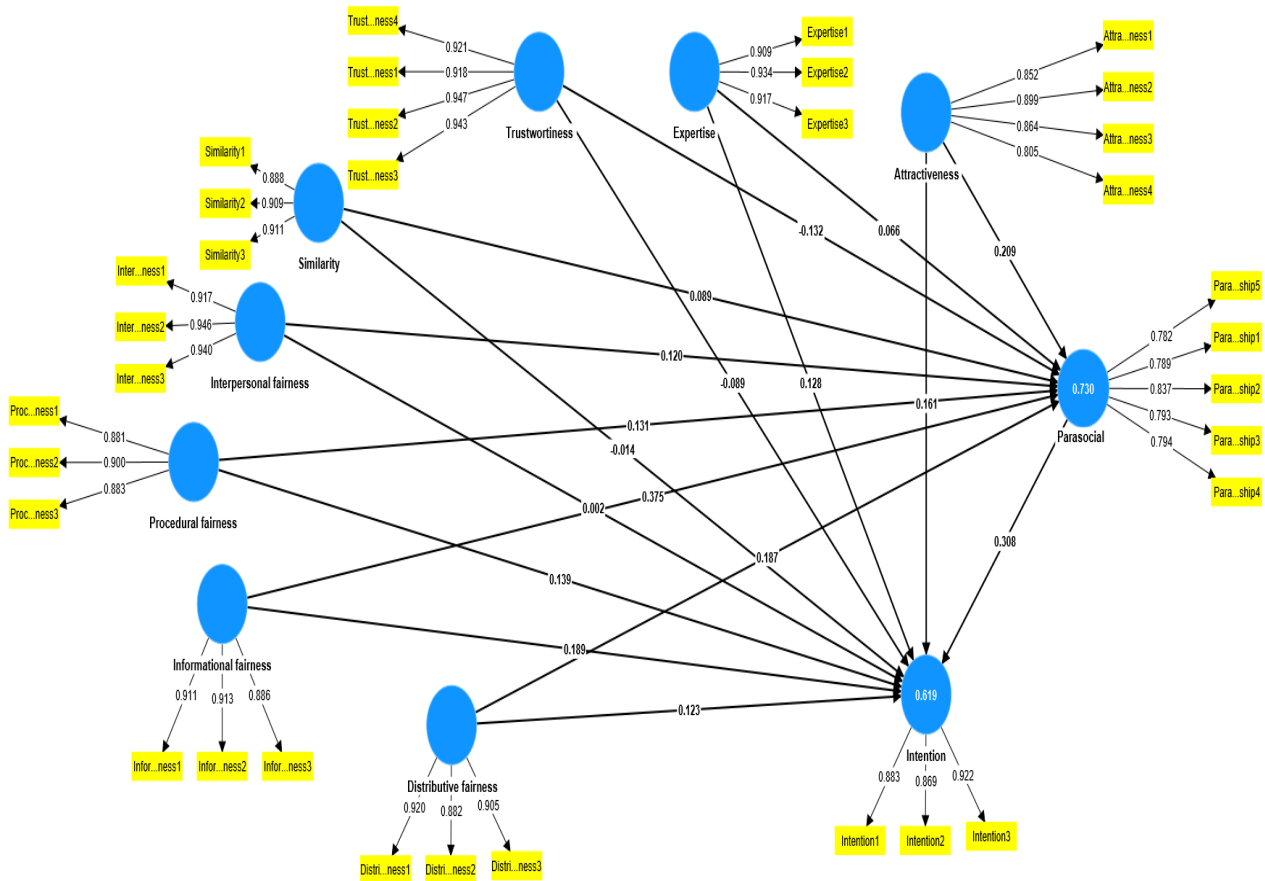 Trust...ness4
Trust...ness1
Trust...ness2
Trust...ness3
0.921
0.918
0.947
0.943
Trustwortiness
Expertise1
Expertise2
Expertise3
0.909
0.934
0.917
Expertise
Attra...ness1
Attra...ness2
Attra...ness3
Attra...ness4
0.852
0.899
0.864
0.805
Attractiveness
Similarity1
Similarity2
Similarity3
0.888
0.909
0.911
Similarity
Inter...ness1
Inter...ness2
Inter...ness3
0.917
0.946
0.940
Interpersonal fairness
Proc...ness1
Proc...ness2
Proc...ness3
0.881
0.900
0.883
Procedural fairness
Informational fairness
0.911
0.913
0.886
Infor...ness1
Infor...ness2
Infor...ness3
Distributive fairness
0.920
0.882
0.905
Distri...ness1
Distri...ness2
Distri...ness3
-0.132
0.066
0.209
0.089
0.120
-0.089
0.128
0.161
0.131
-0.014
0.375
0.002
0.187
0.139
0.189
0.123
0.308
0.730
Parasocial
Para...ship5
Para...ship1
Para...ship2
Para...ship3
Para...ship4
0.782
0.789
0.837
0.793
0.794
0.619
Intention
0.883
0.869
0.922
Intention1
Intention2
Intention3